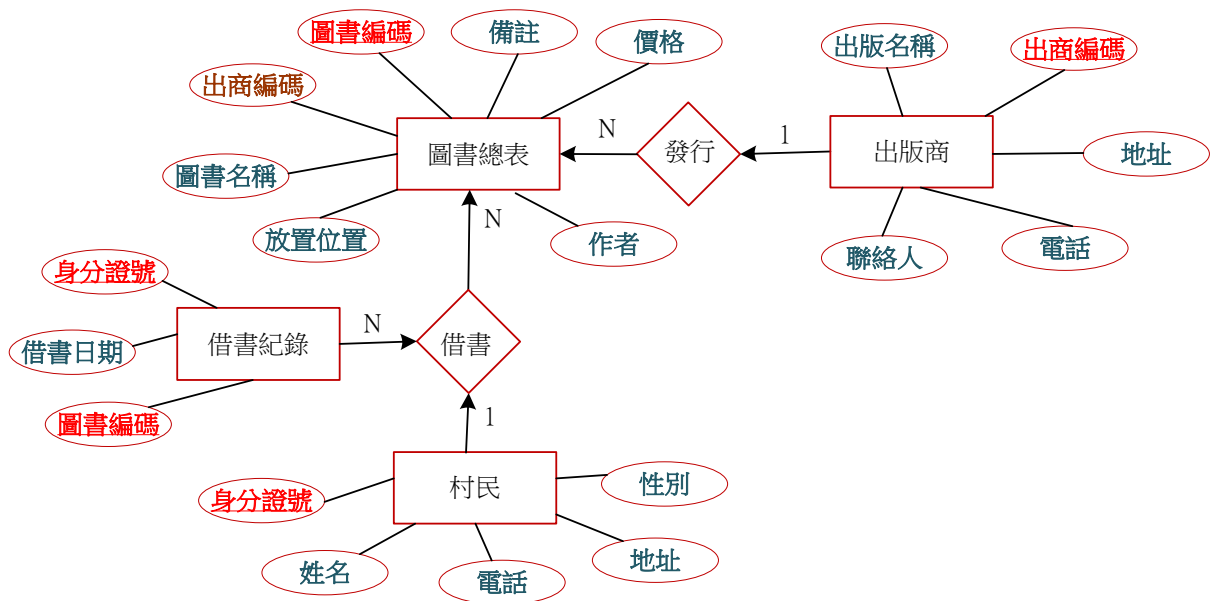 圖書編碼
備註
價格
出版名稱
出商編碼
出商編碼
圖書總表
N
發行
1
出版商
地址
圖書名稱
放置位置
N
作者
聯絡人
電話
身分證號
借書日期
借書紀錄
N
借書
圖書編碼
1
身分證號
村民
性別
姓名
電話
地址